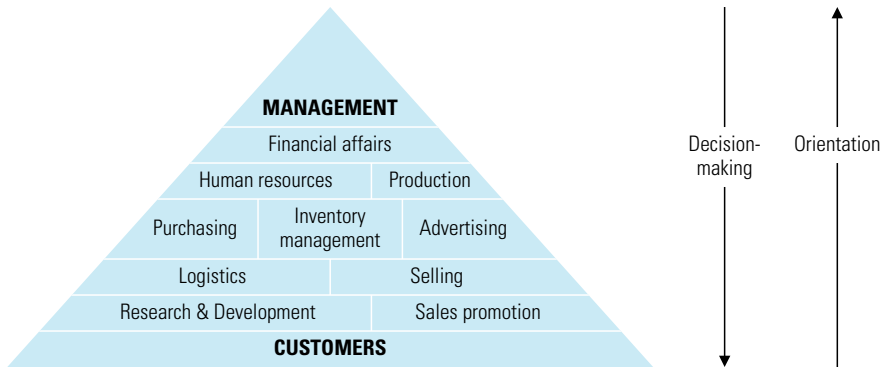 MANAGEMENT
Financial affairs
Human resources
Production
Purchasing
Inventory
management
Advertising
Logistics
Selling
Research & Development
Sales promotion
CUSTOMERS
Decision-
making
Orientation